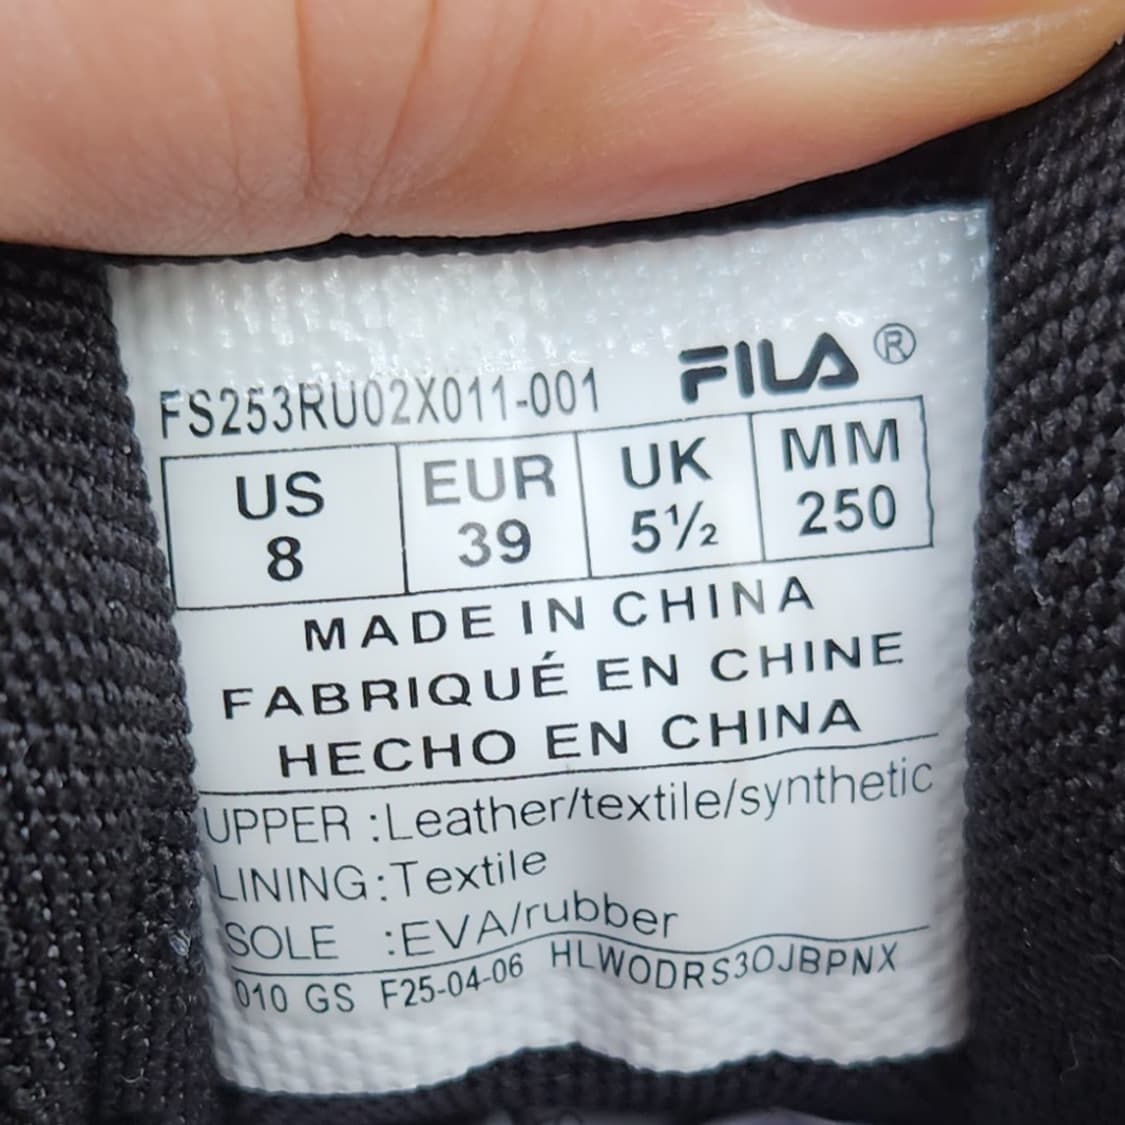 FILA ®
FS253RU02X011-001
US EUR UK MM
8 39 5½ 250
MADE IN CHINA
FABRIQUÉ EN CHINE
HECHO EN CHINA
UPPER :Leather/textile/synthetic
LINING:Textile
SOLE :EVA/rubber
010 GS F25-04-06 HLWODRS3OJBPNX